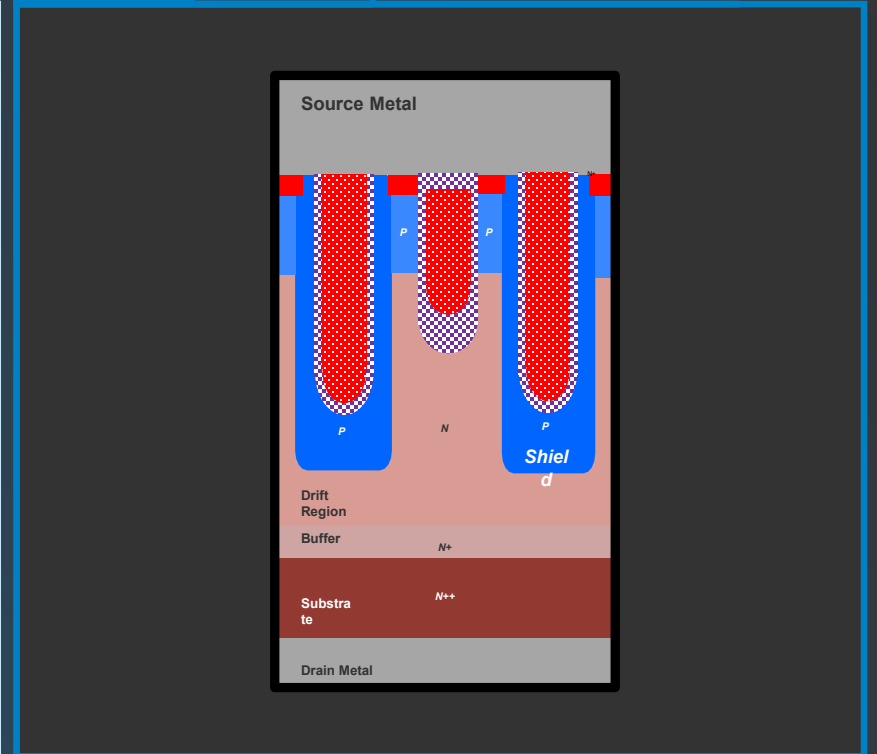 Source Metal
N+
P
P
N
P
P
Shiel
d
Drift
Region
Buffer
N+
N++
Substra
te
Drain Metal